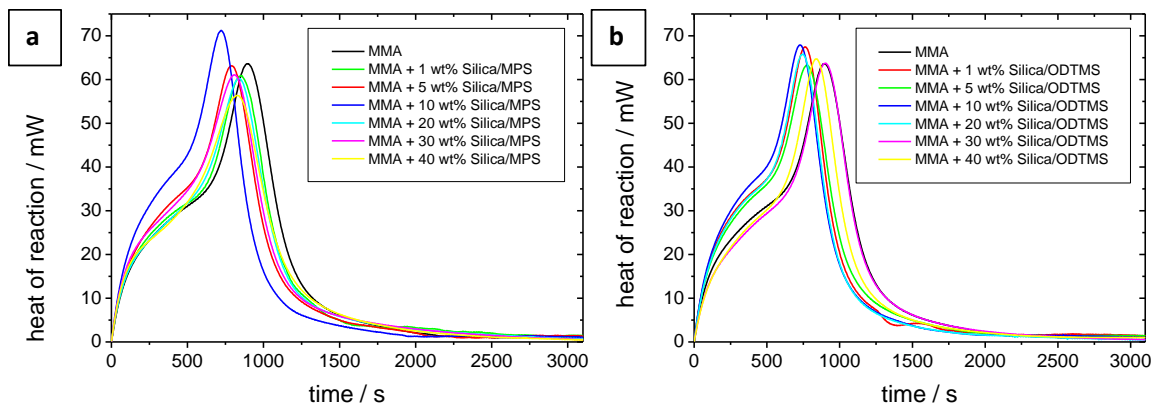 a
heat of reaction / mW
70
60
50
40
30
20
10
0
MMA
MMA + 1 wt% Silica/MPS
MMA + 5 wt% Silica/MPS
MMA + 10 wt% Silica/MPS
MMA + 20 wt% Silica/MPS
MMA + 30 wt% Silica/MPS
MMA + 40 wt% Silica/MPS
0 500 1000 1500 2000 2500 3000
time / s
b
heat of reaction / mW
70
60
50
40
30
20
10
0
MMA
MMA + 1 wt% Silica/ODTMS
MMA + 5 wt% Silica/ODTMS
MMA + 10 wt% Silica/ODTMS
MMA + 20 wt% Silica/ODTMS
MMA + 30 wt% Silica/ODTMS
MMA + 40 wt% Silica/ODTMS
0 500 1000 1500 2000 2500 3000
time / s